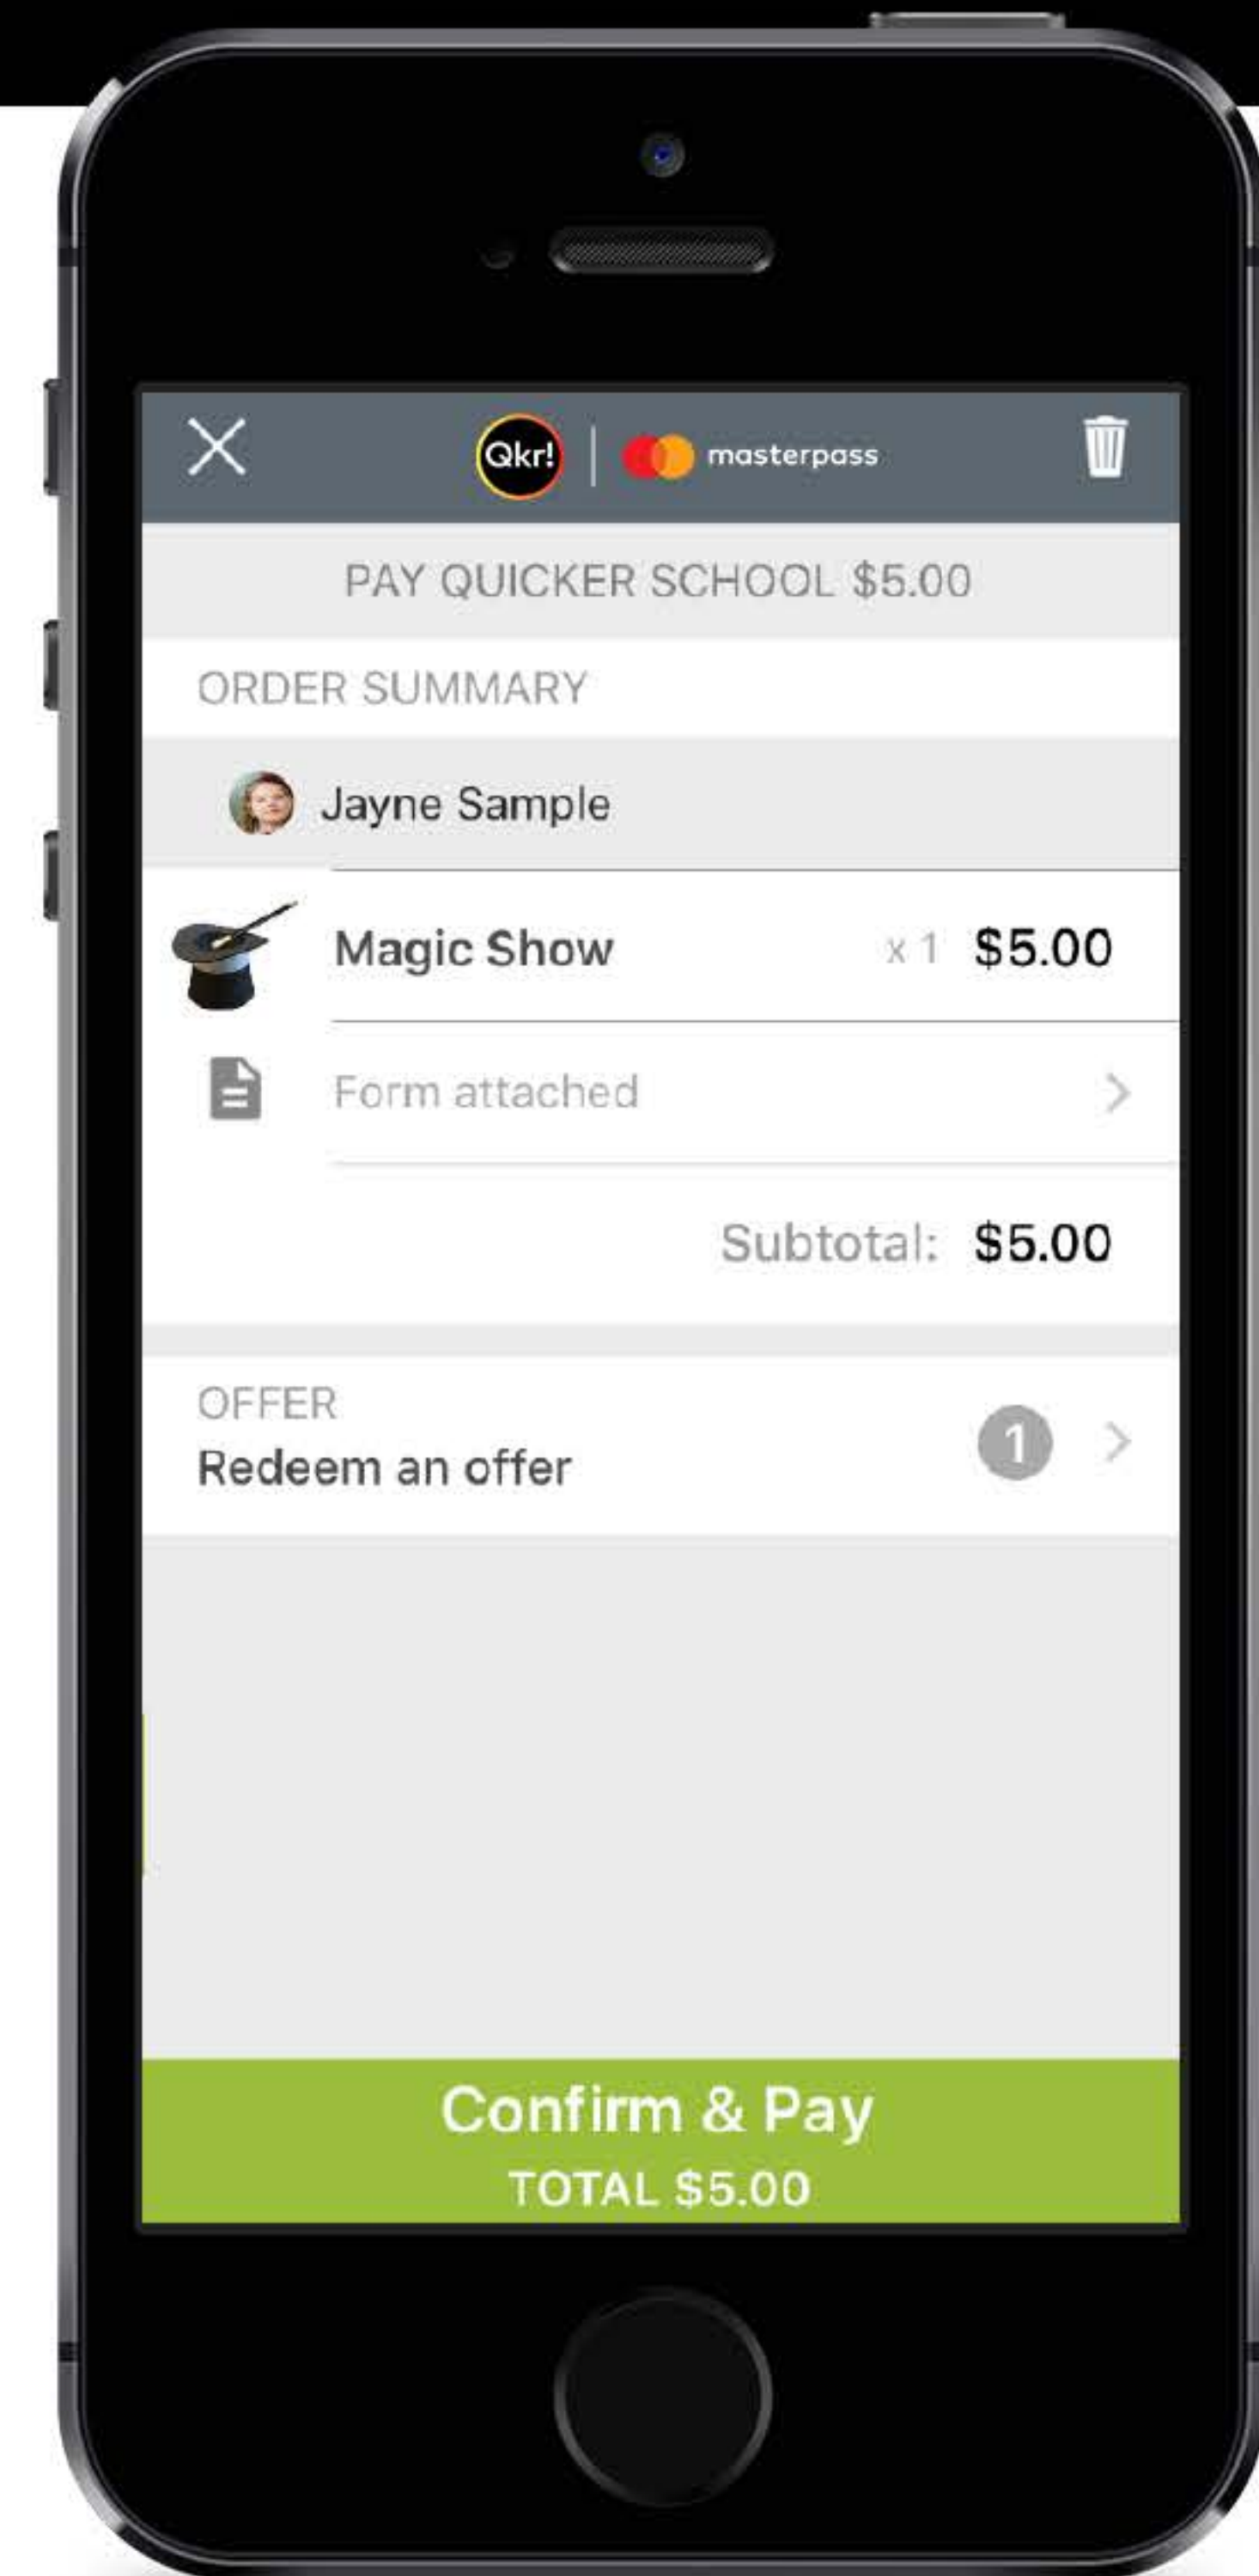 Qkr! masterpass
PAY QUICKER SCHOOL $5.00
ORDER SUMMARY
Jayne Sample
Magic Show x 1 $5.00
Form attached
Subtotal: $5.00
OFFER
Redeem an offer
1
Confirm & Pay
TOTAL $5.00